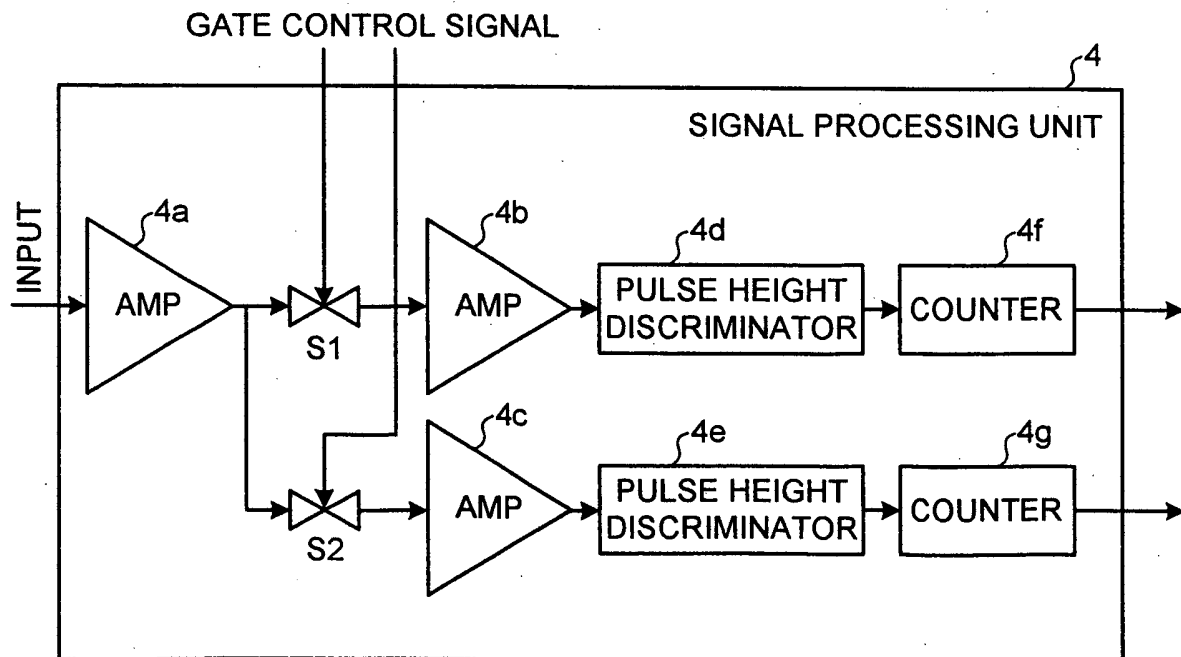 GATE CONTROL SIGNAL
4
SIGNAL PROCESSING UNIT
INPUT
4a
AMP
S1
4b
AMP
4d
PULSE HEIGHT
DISCRIMINATOR
4f
COUNTER
S2
4c
AMP
4e
PULSE HEIGHT
DISCRIMINATOR
4g
COUNTER